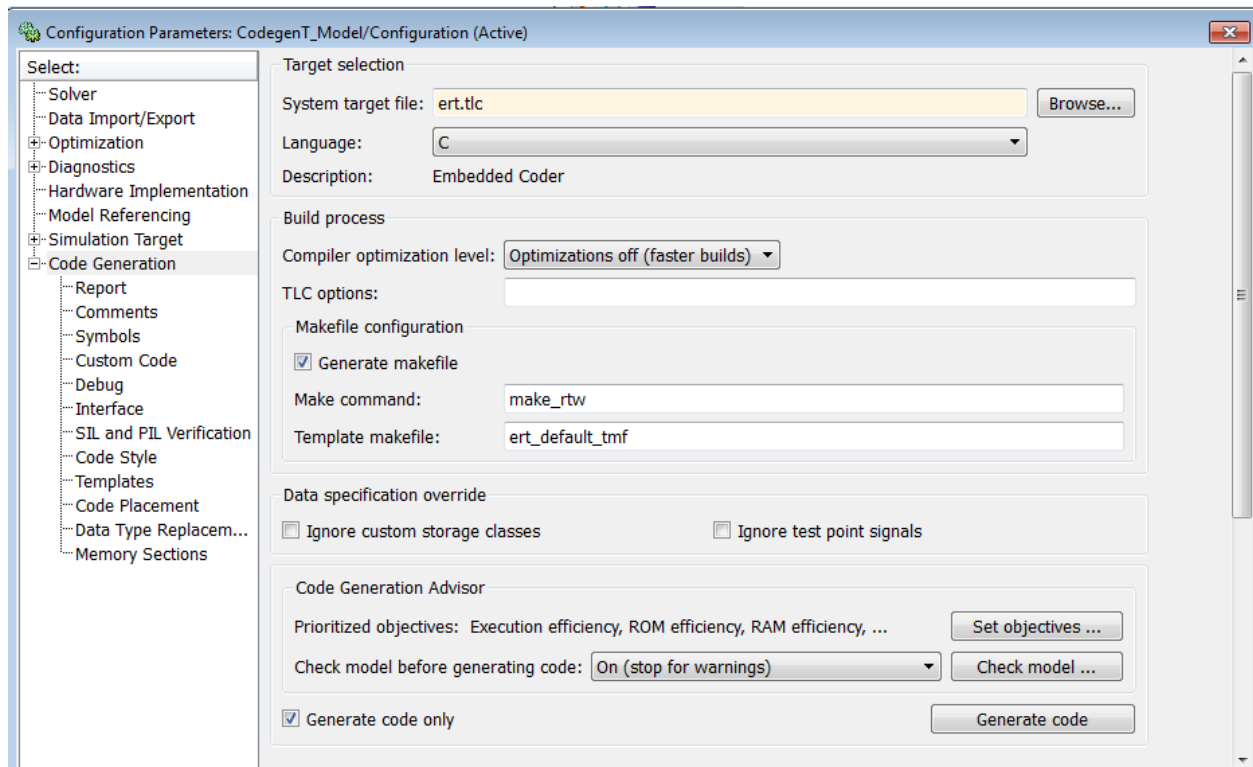 Configuration Parameters: CodegenT_Model/Configuration (Active)
Select:
Solver
Data Import/Export
Optimization
Diagnostics
Hardware Implementation
Model Referencing
Simulation Target
Code Generation
Report
Comments
Symbols
Custom Code
Debug
Interface
SIL and PIL Verification
Code Style
Templates
Code Placement
Data Type Replacem...
Memory Sections
Target selection
System target file: ert.tlc Browse...
Language: C
Description: Embedded Coder
Build process
Compiler optimization level: Optimizations off (faster builds)
TLC options:
Makefile configuration
Generate makefile
Make command: make_rtw
Template makefile: ert_default_tmf
Data specification override
Ignore custom storage classes Ignore test point signals
Code Generation Advisor
Prioritized objectives: Execution efficiency, ROM efficiency, RAM efficiency, ... Set objectives ...
Check model before generating code: On (stop for warnings) Check model ...
Generate code only Generate code